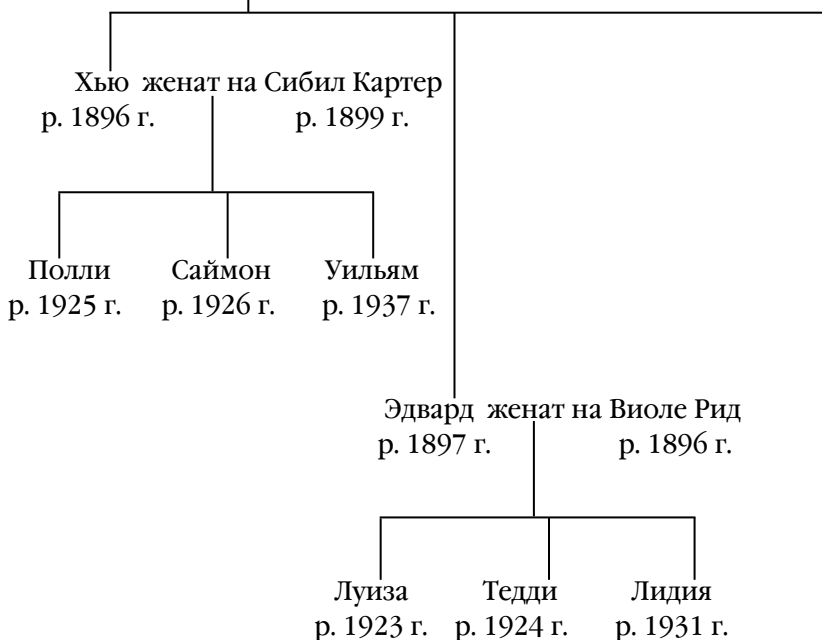 Хью женат на Сибил Картер
р. 1896 г. р. 1899 г.
Полли Саймон Уильям
р. 1925 г. р. 1926 г. р. 1937 г.
Эдвард женат на Виоле Рид
р. 1897 г. р. 1896 г.
Луиза Тедди Лидия
р. 1923 г. р. 1924 г. р. 1931 г.